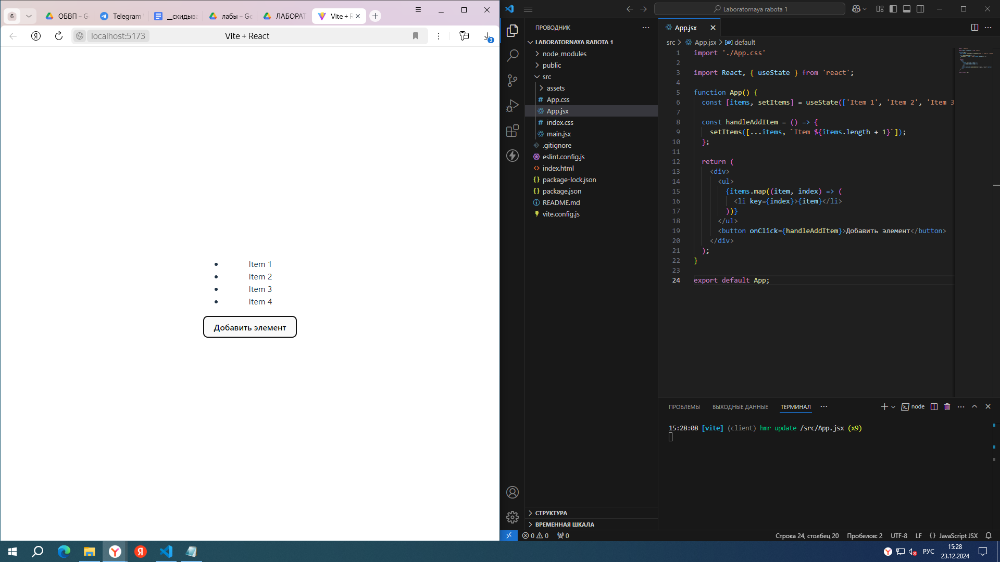 6
ОБВП – G
Telegram
__скидыва
лабы – Go
ЛАБОРАТ
Vite + R
localhost:5173
Vite + React
3
Item 1
Item 2
Item 3
Item 4
Добавить элемент
Laboratornaya rabota 1
ПРОВОДНИК
LABORATORNAYA RABOTA 1
node_modules
public
src
assets
App.css
App.jsx
index.css
main.jsx
.gitignore
eslint.config.js
index.html
package-lock.json
package.json
README.md
vite.config.js
СТРУКТУРА
ВРЕМЕННАЯ ШКАЛА
App.jsx
src > App.jsx > default
1 import './App.css'
2
3 import React, { useState } from 'react';
4
5 function App() {
6 const [items, setItems] = useState(['Item 1', 'Item 2', 'Item 3
7
8 const handleAddItem = () => {
9 setItems([...items, `Item ${items.length + 1}`]);
10 };
11
12 return (
13 <div>
14 <ul>
15 {items.map((item, index) => (
16 <li key={index}>{item}</li>
17 ))}
18 </ul>
19 <button onClick={handleAddItem}>Добавить элемент</button>
20 </div>
21 );
22 }
23
24 export default App;
ПРОБЛЕМЫ ВЫХОДНЫЕ ДАННЫЕ ТЕРМИНАЛ
node
15:28:08 [vite] (client) hmr update /src/App.jsx (x9)
0 0 0
Строка 24, столбец 20 Пробелов: 2 UTF-8 LF {} JavaScript JSX
РУС
15:28
23.12.2024